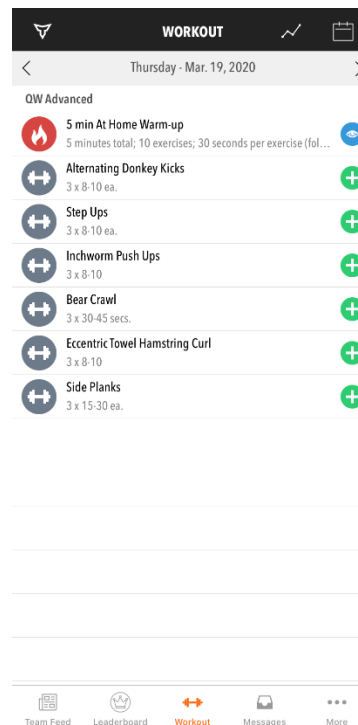 WORKOUT
Thursday - Mar. 19, 2020
QW Advanced
5 min At Home Warm-up
5 minutes total; 10 exercises; 30 seconds per exercise (fol...
Alternating Donkey Kicks
3 x 8-10 ea.
Step Ups
3 x 8-10 ea.
Inchworm Push Ups
3 x 8-10
Bear Crawl
3 x 30-45 secs.
Eccentric Towel Hamstring Curl
3 x 8-10
Side Planks
3 x 15-30 ea.
Team Feed Leaderboard Workout Messages More